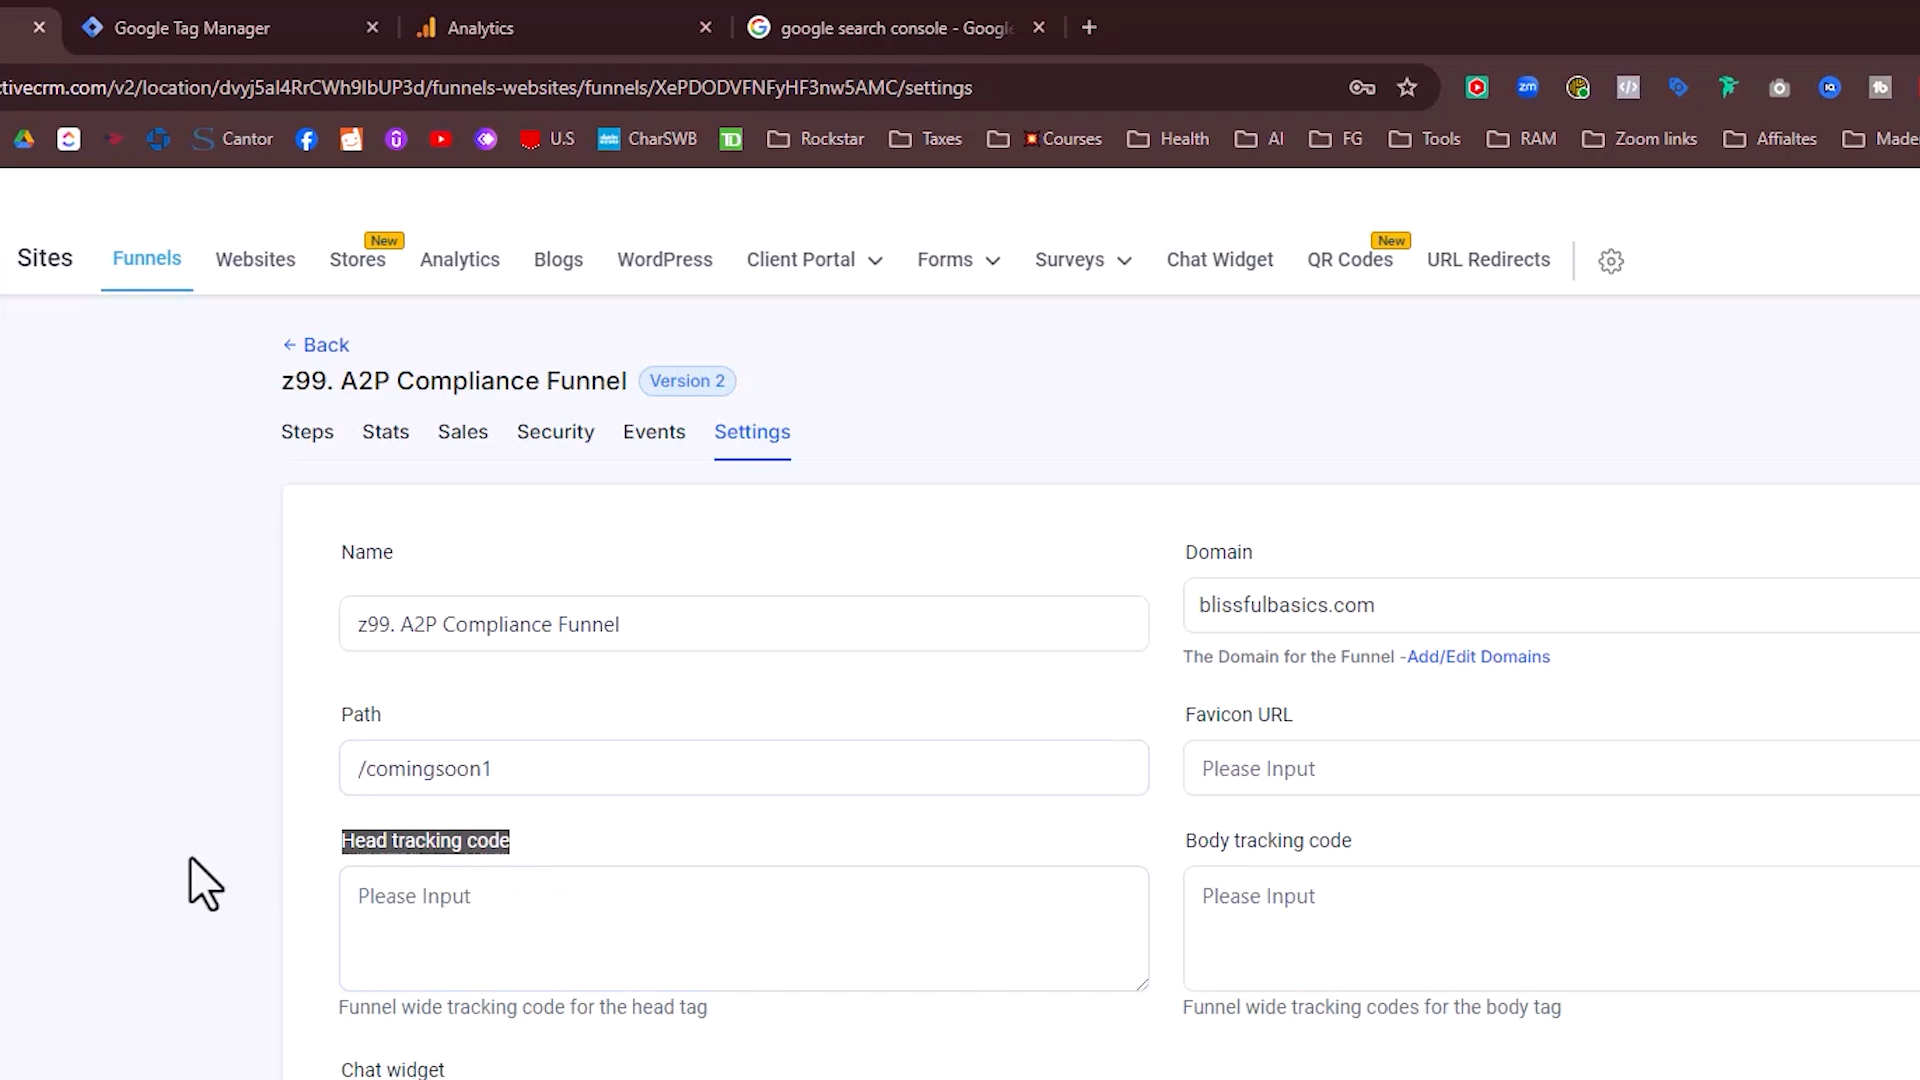 Google Tag Manager
Analytics
google search console - Google
tivecrm.com/v2/location/dvyj5al4RrCWh9IbUP3d/funnels-websites/funnels/XePDODVFNFyHF3nw5AMC/settings
zm
IQ
tb
Cantor
U.S
CharSWB
TD
Rockstar
Taxes
Courses
Health
AI
FG
Tools
RAM
Zoom links
Affialtes
Made
Sites
Funnels
Websites
New
Stores
Analytics
Blogs
WordPress
Client Portal
Forms
Surveys
Chat Widget
New
QR Codes
URL Redirects
← Back
z99. A2P Compliance Funnel
Version 2
Steps
Stats
Sales
Security
Events
Settings
Name
Domain
z99. A2P Compliance Funnel
blissfulbasics.com
The Domain for the Funnel -Add/Edit Domains
Path
Favicon URL
/comingsoon1
Please Input
Head tracking code
Body tracking code
Please Input
Please Input
Funnel wide tracking code for the head tag
Funnel wide tracking codes for the body tag
Chat widget